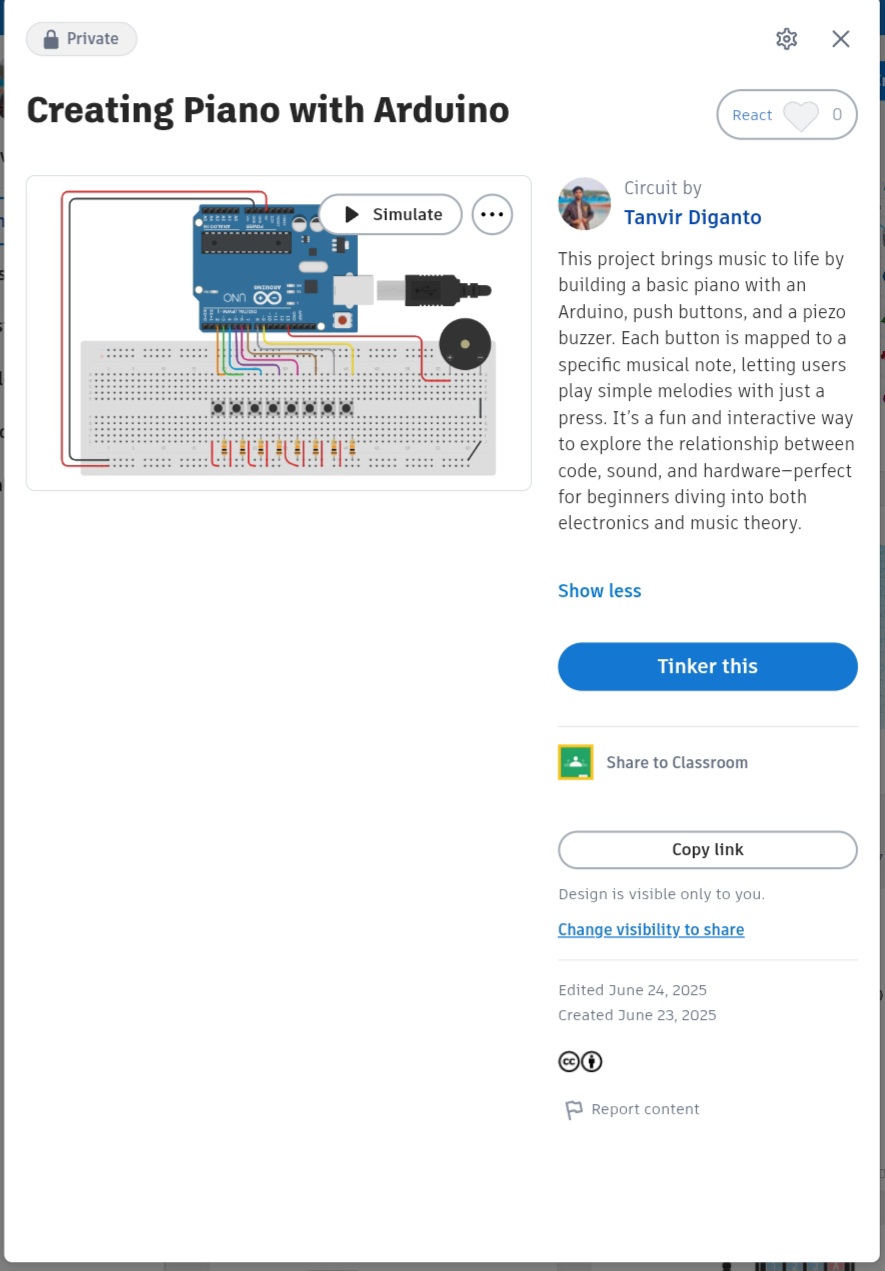 Private
Creating Piano with Arduino
React 0
Simulate
Circuit by
Tanvir Diganto
This project brings music to life by
building a basic piano with an
Arduino, push buttons, and a piezo
buzzer. Each button is mapped to a
specific musical note, letting users
play simple melodies with just a
press. It’s a fun and interactive way
to explore the relationship between
code, sound, and hardware—perfect
for beginners diving into both
electronics and music theory.
Show less
Tinker this
Share to Classroom
Copy link
Design is visible only to you.
Change visibility to share
Edited June 24, 2025
Created June 23, 2025
cc
Report content
UNO
ARDUINO